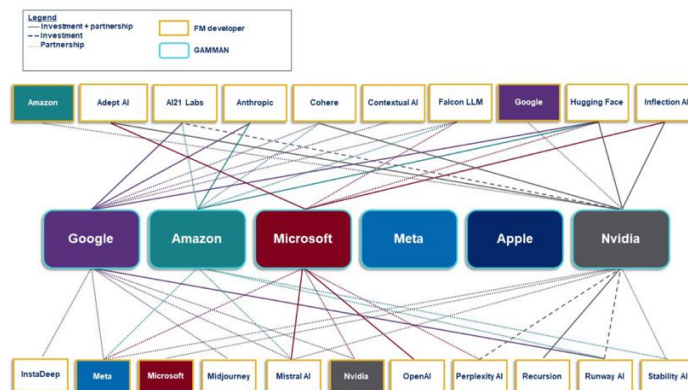 Legend
Investment + partnership
Investment
Partnership
FM developer
GAMMAN
Amazon
Adept AI
AI21 Labs
Anthropic
Cohere
Contextual AI
Falcon LLM
Google
Hugging Face
Inflection AI
Google
Amazon
Microsoft
Meta
Apple
Nvidia
InstaDeep
Meta
Microsoft
Midjourney
Mistral AI
Nvidia
OpenAI
Perplexity AI
Recursion
Runway AI
Stability AI